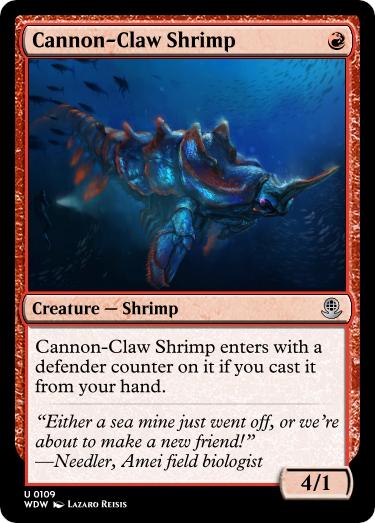 Cannon-Claw Shrimp
Creature — Shrimp
Cannon-Claw Shrimp enters with a
defender counter on it if you cast it
from your hand.
“Either a sea mine just went off, or we’re
about to make a new friend!”
—Needler, Amei field biologist
4/1
U 0109
WDW Lazaro Reisis